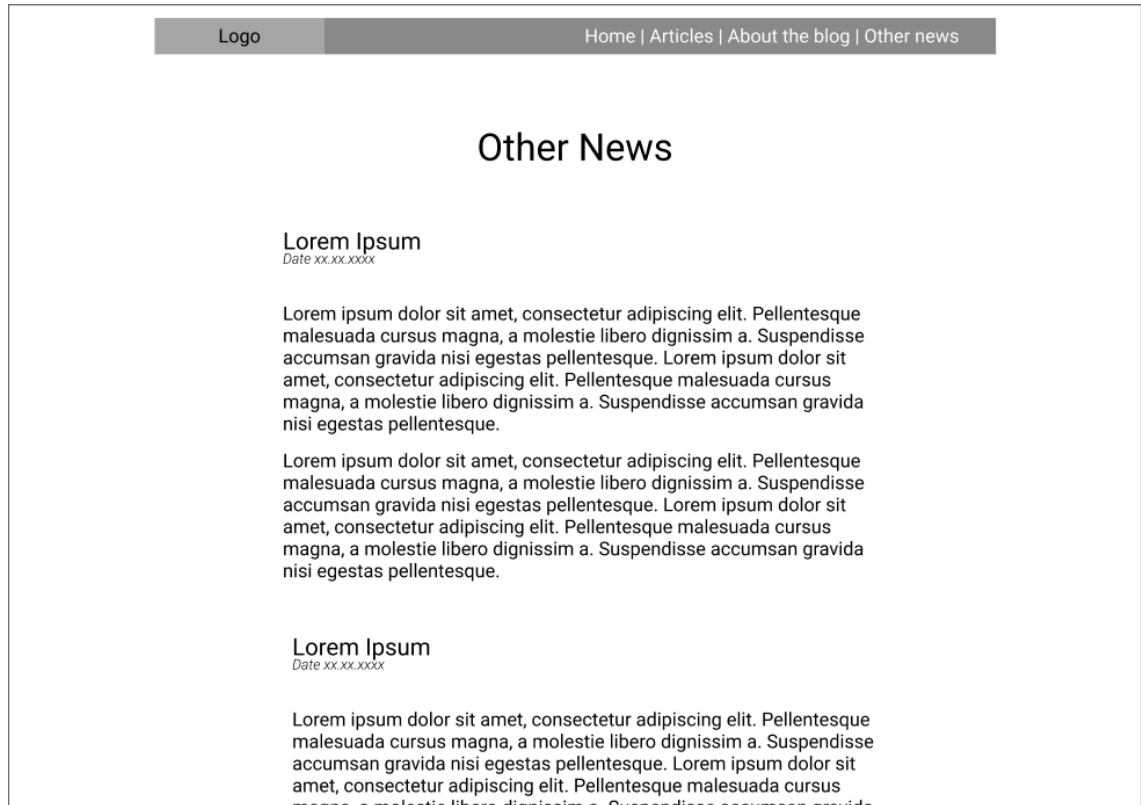 Logo
Home | Articles | About the blog | Other news
Other News
Lorem Ipsum
Date xx.xx.xxxx
Lorem ipsum dolor sit amet, consectetur adipiscing elit. Pellentesque
malesuada cursus magna, a molestie libero dignissim a. Suspendisse
accumsan gravida nisi egestas pellentesque. Lorem ipsum dolor sit
amet, consectetur adipiscing elit. Pellentesque malesuada cursus
magna, a molestie libero dignissim a. Suspendisse accumsan gravida
nisi egestas pellentesque.
Lorem ipsum dolor sit amet, consectetur adipiscing elit. Pellentesque
malesuada cursus magna, a molestie libero dignissim a. Suspendisse
accumsan gravida nisi egestas pellentesque. Lorem ipsum dolor sit
amet, consectetur adipiscing elit. Pellentesque malesuada cursus
magna, a molestie libero dignissim a. Suspendisse accumsan gravida
nisi egestas pellentesque.
Lorem Ipsum
Date xx.xx.xxxx
Lorem ipsum dolor sit amet, consectetur adipiscing elit. Pellentesque
malesuada cursus magna, a molestie libero dignissim a. Suspendisse
accumsan gravida nisi egestas pellentesque. Lorem ipsum dolor sit
amet, consectetur adipiscing elit. Pellentesque malesuada cursus